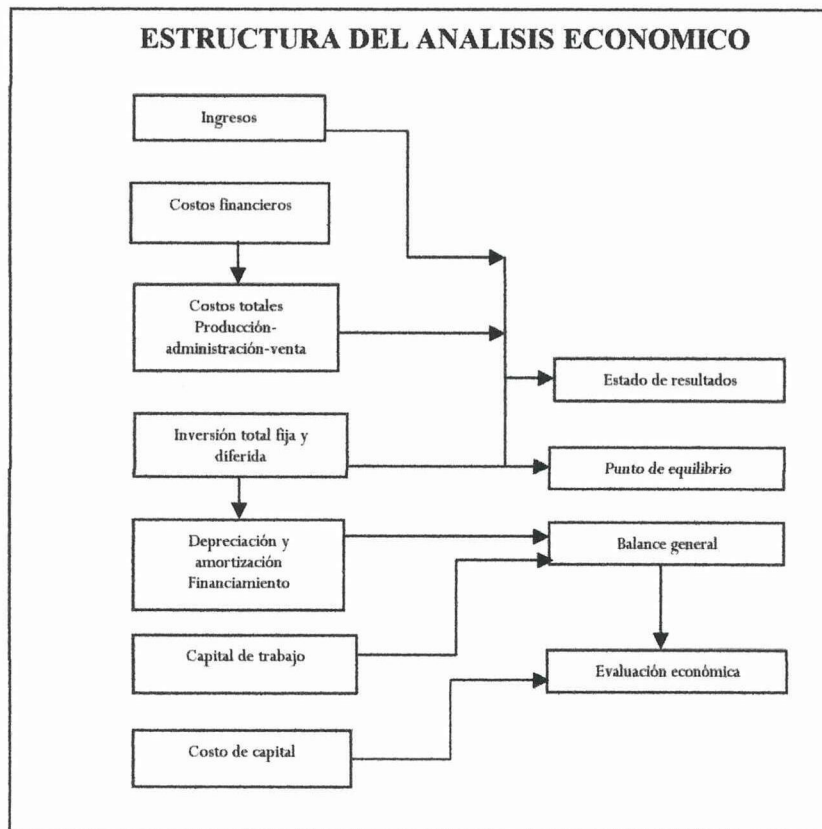 ESTRUCTURA DEL ANALISIS ECONOMICO
Ingresos
Costos financieros
Costos totales
Producción-
administración-venta
Estado de resultados
Inversión total fija y
diferida
Punto de equilibrio
Depreciación y
amortización
Financiamiento
Balance general
Capital de trabajo
Evaluación económica
Costo de capital